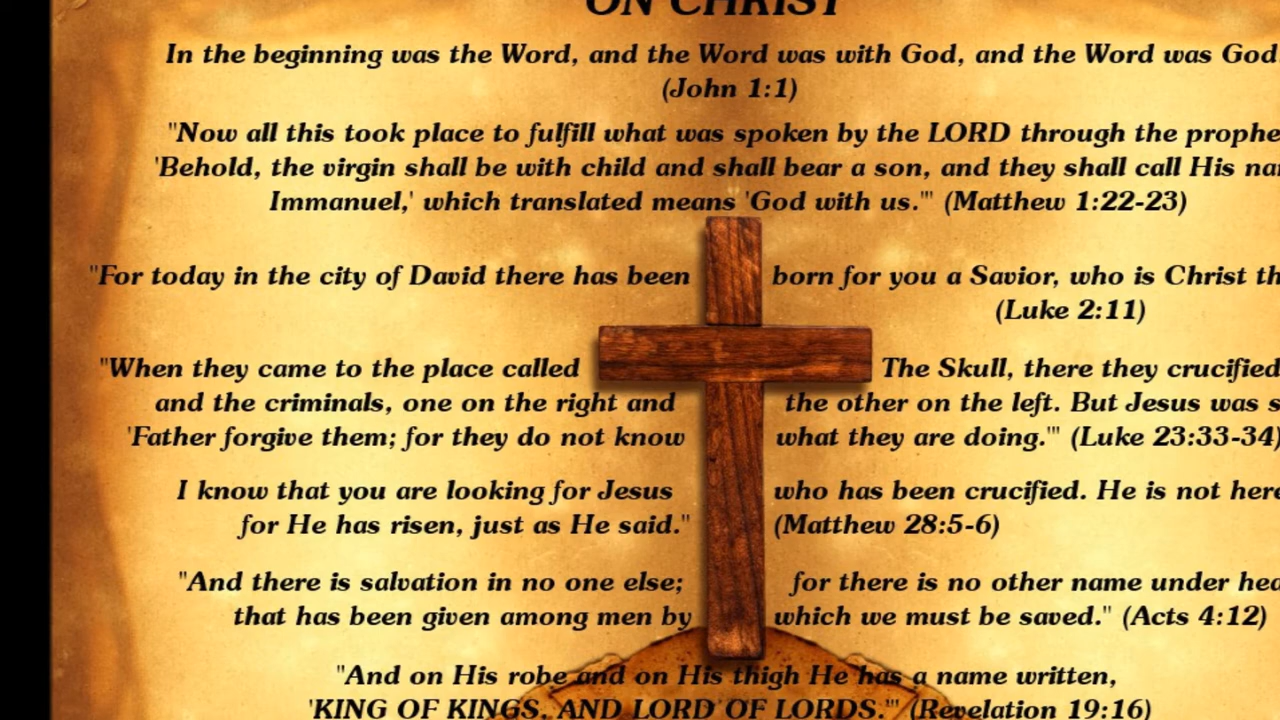 ON CHRIST
In the beginning was the Word, and the Word was with God, and the Word was God.
(John 1:1)
"Now all this took place to fulfill what was spoken by the LORD through the
'Behold, the virgin shall be with child and shall bear a son, and they shall call His
Immanuel,' which translated means 'God with us.'" (Matthew 1:22-23)
"For today in the city of David there has been born for you a Savior, who is Christ
(Luke 2:11)
"When they came to the place called The Skull, there they crucified
and the criminals, one on the right and the other on the left. But Jesus was
'Father forgive them; for they do not know what they are doing.'" (Luke 23:33-34)
I know that you are looking for Jesus who has been crucified. He is not here
for He has risen, just as He said." (Matthew 28:5-6)
"And there is salvation in no one else; for there is no other name under
that has been given among men by which we must be saved." (Acts 4:12)
"And on His robe and on His thigh He has a name written,
'KING OF KINGS, AND LORD OF LORDS.'" (Revelation 19:16)